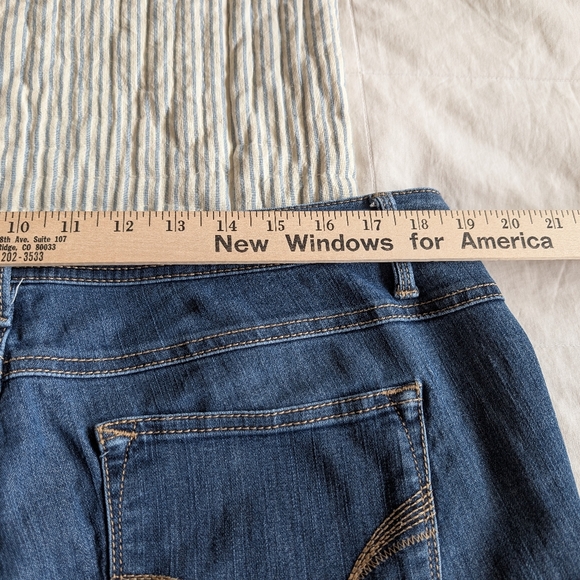 10 11 12 13 14 15 16 17 18 19 20 21
8th Ave. Suite 107
Ridge, CO 80033
202-3533
New Windows for America